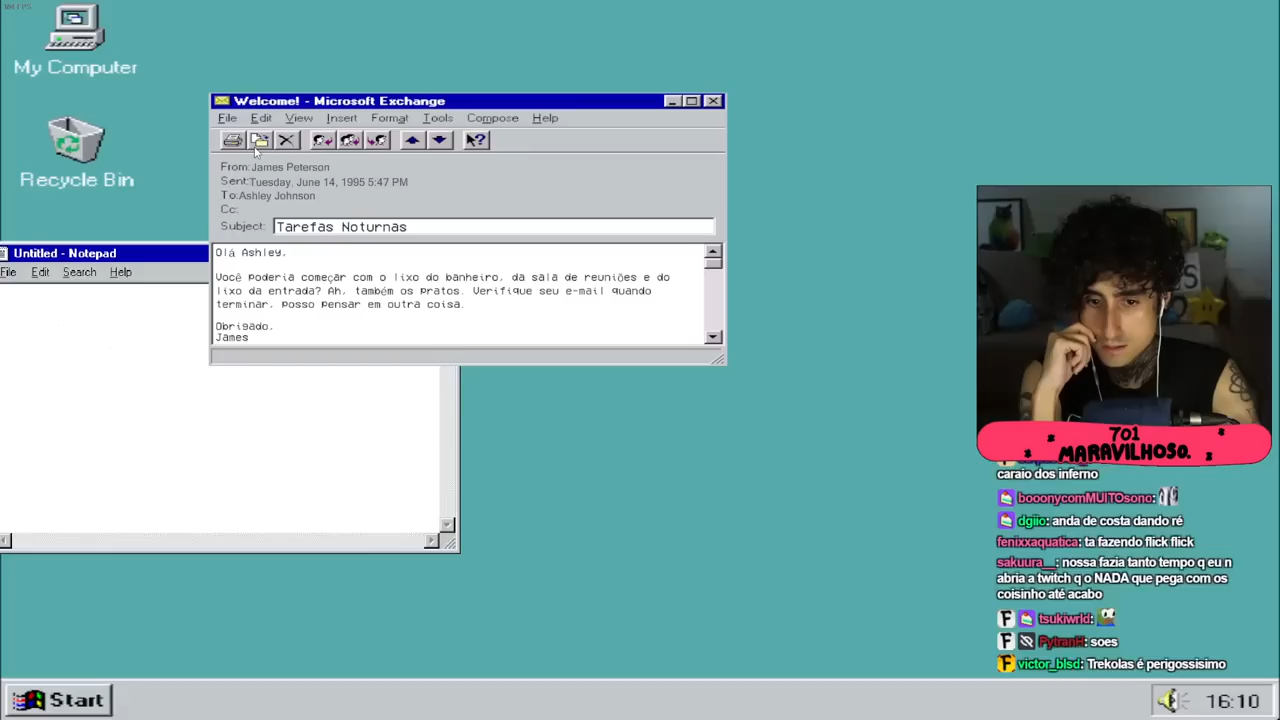 My Computer
Recycle Bin
Welcome! - Microsoft Exchange
File Edit View Insert Format Tools Compose Help
From:James Peterson
Sent:Tuesday, June 14, 1995 5:47 PM
To:Ashley Johnson
Cc:
Subject: Tarefas Noturnas
Olá Ashley,
Você poderia começar com o lixo do banheiro, da sala de reuniões e do
lixo da entrada? Ah, também os pratos. Verifique seu e-mail quando
terminar, posso pensar em outra coisa.
Obrigado,
James
Untitled - Notepad
File Edit Search Help
701
MARAVILHOSO.
caraio dos inferno
booonycomMUITOsono:
dgiio: anda de costa dando ré
fenixxaquatica: ta fazendo flick flick
sakuura__: nossa fazia tanto tempo q eu n
abria a twitch q o NADA que pega com os
coisinho até acabo
F tsukiwrld:
F PytranH: soes
F victor_blsd: Trekolas é perigossisimo
Start
16:10